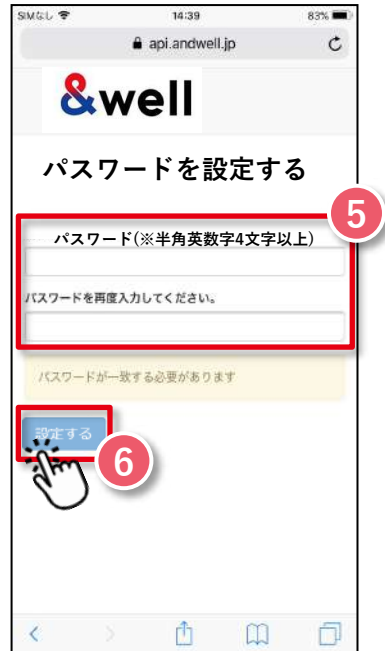 SIMなし 14:39 83%
api.andwell.jp
&well
パスワードを設定する
5
パスワード(※半角英数字4文字以上)
パスワードを再度入力してください。
パスワードが一致する必要があります
設定する
6